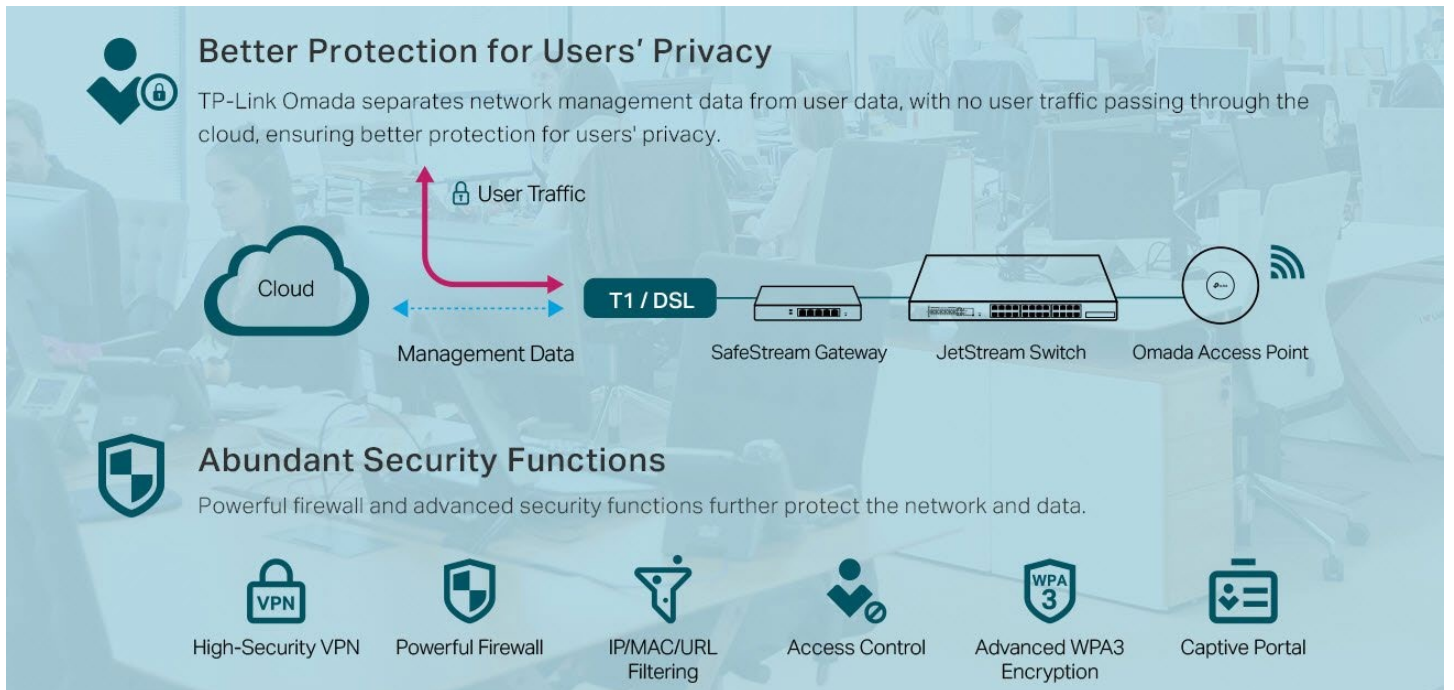 Better Protection for Users' Privacy
TP-Link Omada separates network management data from user data, with no user traffic passing through the
cloud, ensuring better protection for users' privacy.
User Traffic
Cloud
T1 / DSL
Management Data
SafeStream Gateway
JetStream Switch
Omada Access Point
Abundant Security Functions
Powerful firewall and advanced security functions further protect the network and data.
VPN
WPA
3
High-Security VPN
Powerful Firewall
IP/MAC/URL
Filtering
Access Control
Advanced WPA3
Encryption
Captive Portal